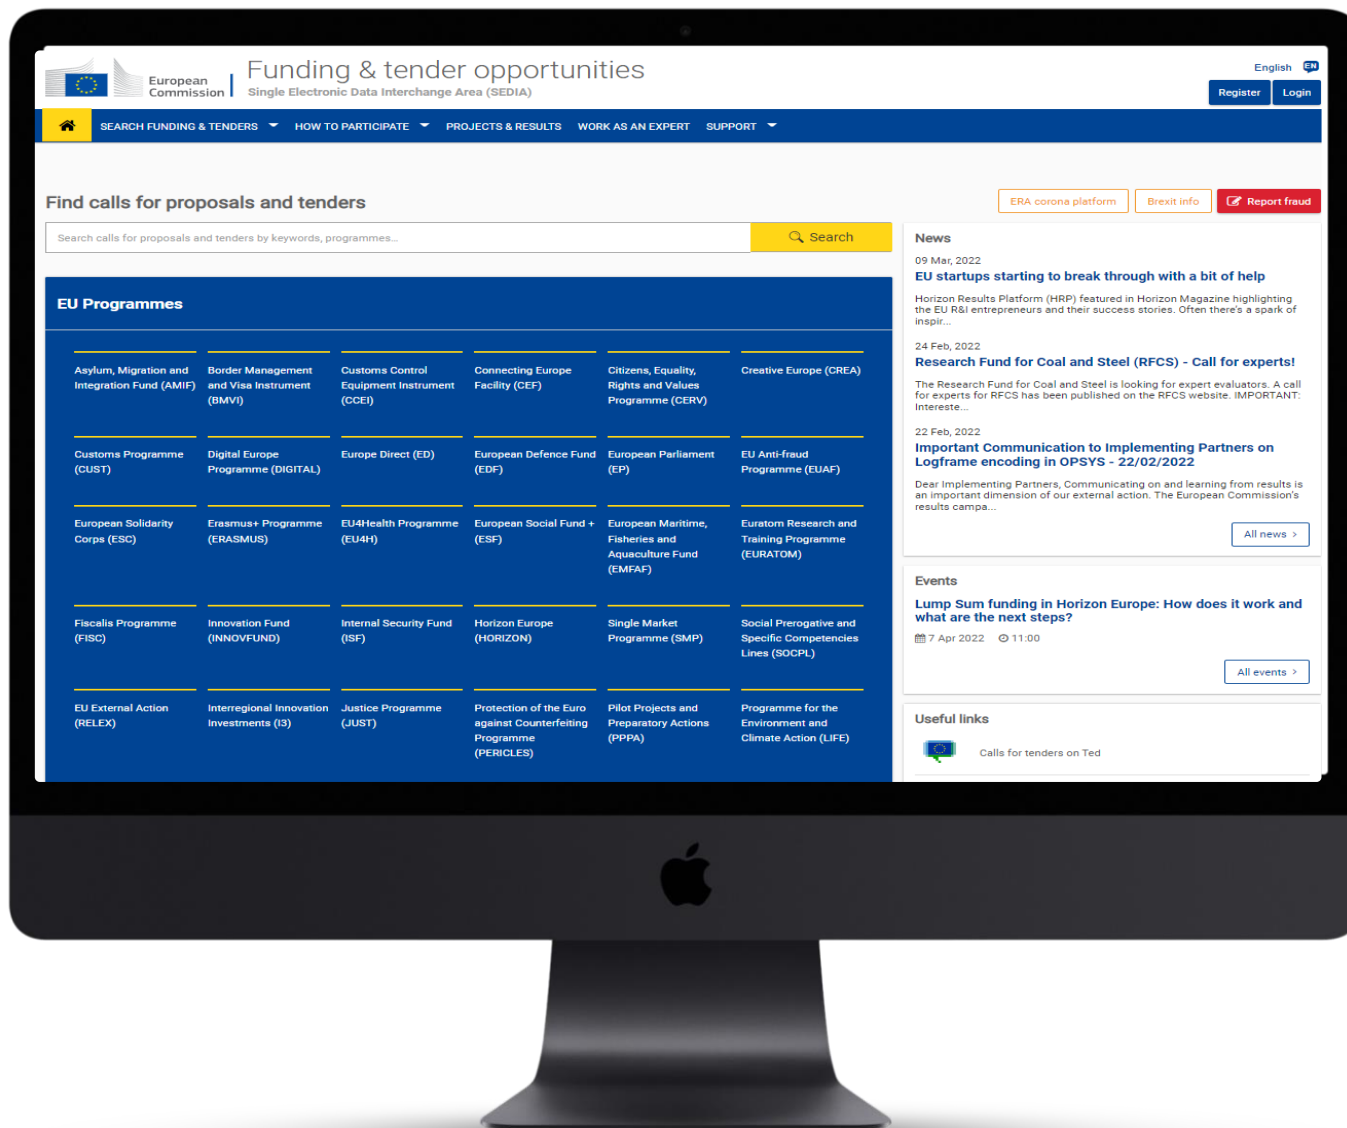 European
Commission
Funding & tender opportunities
Single Electronic Data Interchange Area (SEDIA)
English EN
Register Login
SEARCH FUNDING & TENDERS HOW TO PARTICIPATE PROJECTS & RESULTS WORK AS AN EXPERT SUPPORT
Find calls for proposals and tenders
Search calls for proposals and tenders by keywords, programmes...
Search
ERA corona platform Brexit info Report fraud
EU Programmes
Asylum, Migration and
Integration Fund (AMIF)
Border Management
and Visa Instrument
(BMVI)
Customs Control
Equipment Instrument
(CCEI)
Connecting Europe
Facility (CEF)
Citizens, Equality,
Rights and Values
Programme (CERV)
Creative Europe (CREA)
Customs Programme
(CUST)
Digital Europe
Programme (DIGITAL)
Europe Direct (ED)
European Defence Fund
(EDF)
European Parliament
(EP)
EU Anti-fraud
Programme (EUAF)
European Solidarity
Corps (ESC)
Erasmus+ Programme
(ERASMUS)
EU4Health Programme
(EU4H)
European Social Fund +
(ESF)
European Maritime,
Fisheries and
Aquaculture Fund
(EMFAF)
Euratom Research and
Training Programme
(EURATOM)
Fiscalis Programme
(FISC)
Innovation Fund
(INNOVFUND)
Internal Security Fund
(ISF)
Horizon Europe
(HORIZON)
Single Market
Programme (SMP)
Social Prerogative and
Specific Competencies
Lines (SOCPL)
EU External Action
(RELEX)
Interregional Innovation
Investments (I3)
Justice Programme
(JUST)
Protection of the Euro
against Counterfeiting
Programme
(PERICLES)
Pilot Projects and
Preparatory Actions
(PPPA)
Programme for the
Environment and
Climate Action (LIFE)
News
09 Mar, 2022
EU startups starting to break through with a bit of help
Horizon Results Platform (HRP) featured in Horizon Magazine highlighting
the EU R&I entrepreneurs and their success stories. Often there's a spark of
inspir...
24 Feb, 2022
Research Fund for Coal and Steel (RFCS) - Call for experts!
The Research Fund for Coal and Steel is looking for expert evaluators. A call
for experts for RFCS has been published on the RFCS website. IMPORTANT:
Intereste...
22 Feb, 2022
Important Communication to Implementing Partners on
Logframe encoding in OPSYS - 22/02/2022
Dear Implementing Partners, Communicating on and learning from results is
an important dimension of our external action. The European Commission's
results campa...
All news >
Events
Lump Sum funding in Horizon Europe: How does it work and
what are the next steps?
7 Apr 2022 11:00
All events >
Useful links
Calls for tenders on Ted